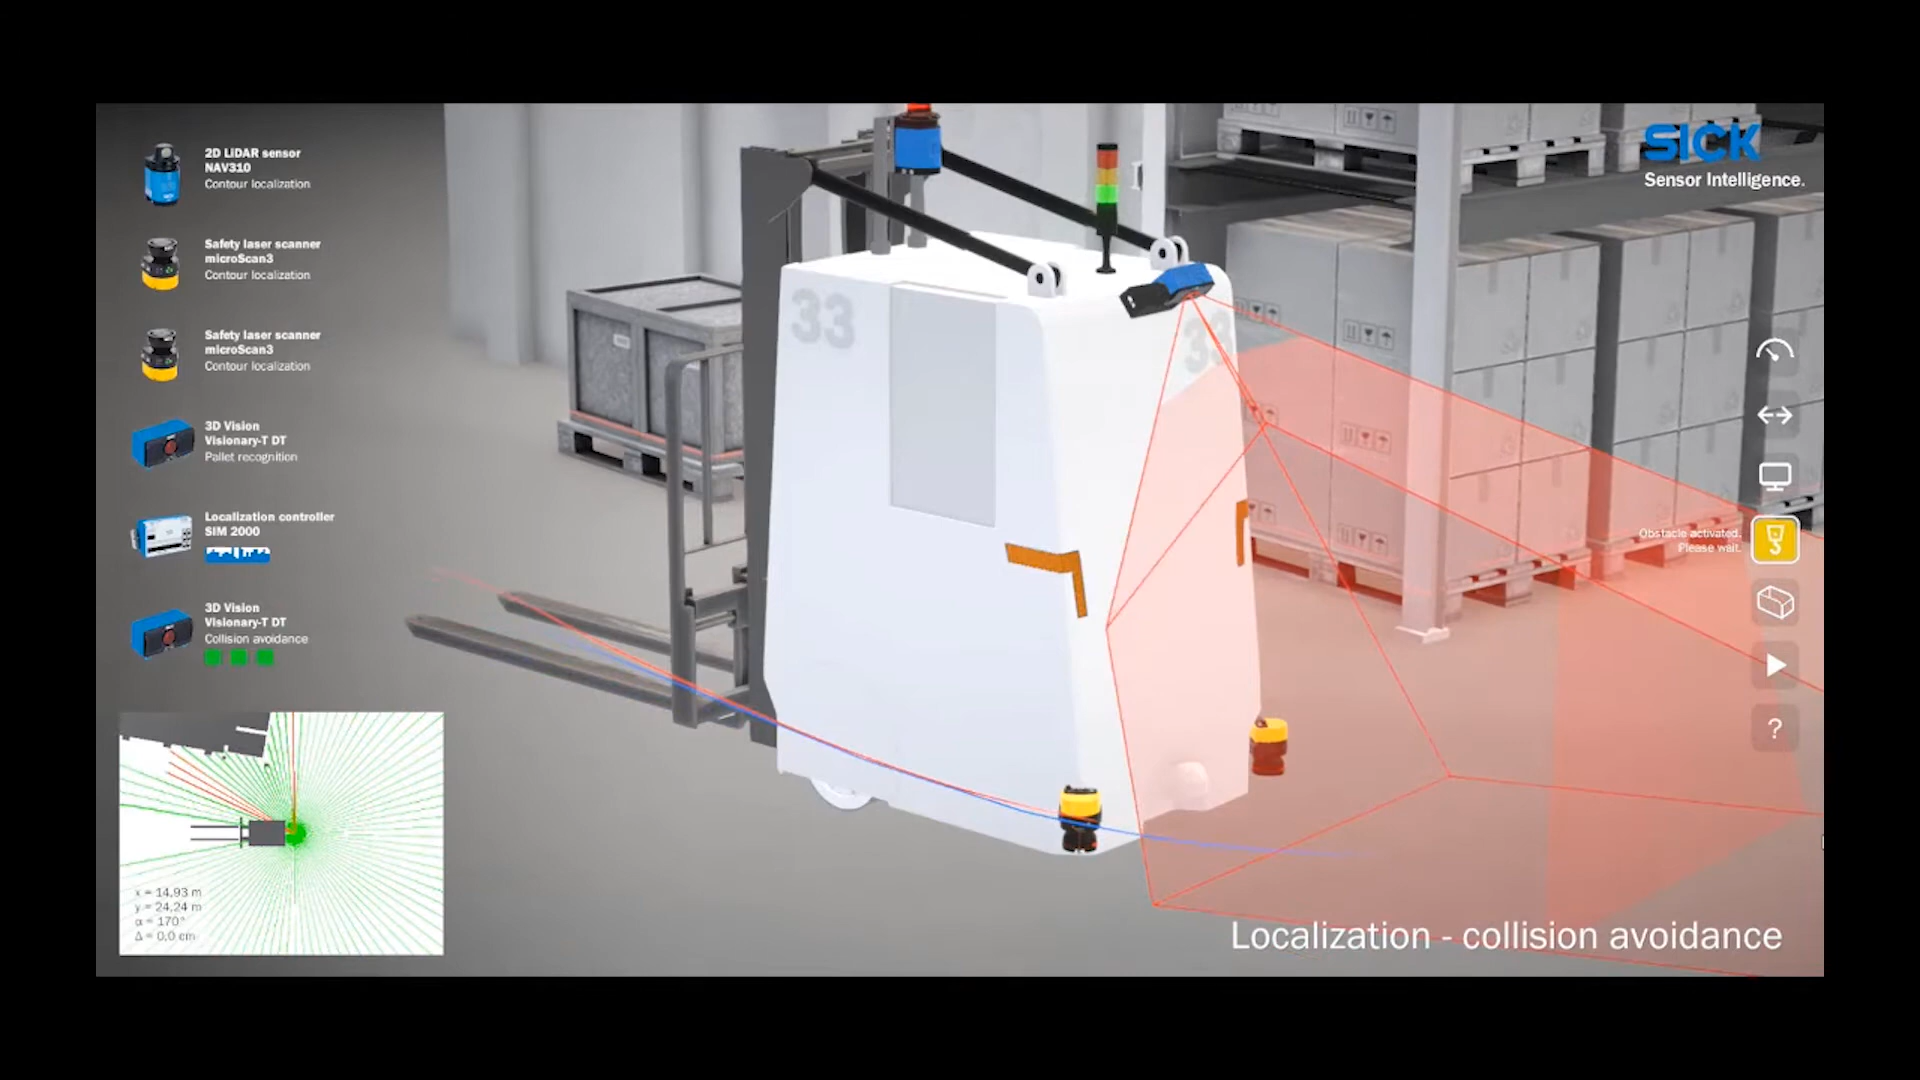 2D LiDAR sensor
NAV310
Contour localization
Safety laser scanner
microScan3
Contour localization
Safety laser scanner
microScan3
Contour localization
3D Vision
Visionary-T DT
Pallet recognition
Localization controller
SIM 2000
3D Vision
Visionary-T DT
Collision avoidance
x = 14,93 m
y = 24,24 m
α = 170°
Δ = 0,0 cm
33
33
SICK
Sensor Intelligence.
Obstacle activated.
Please wait.
?
Localization - collision avoidance